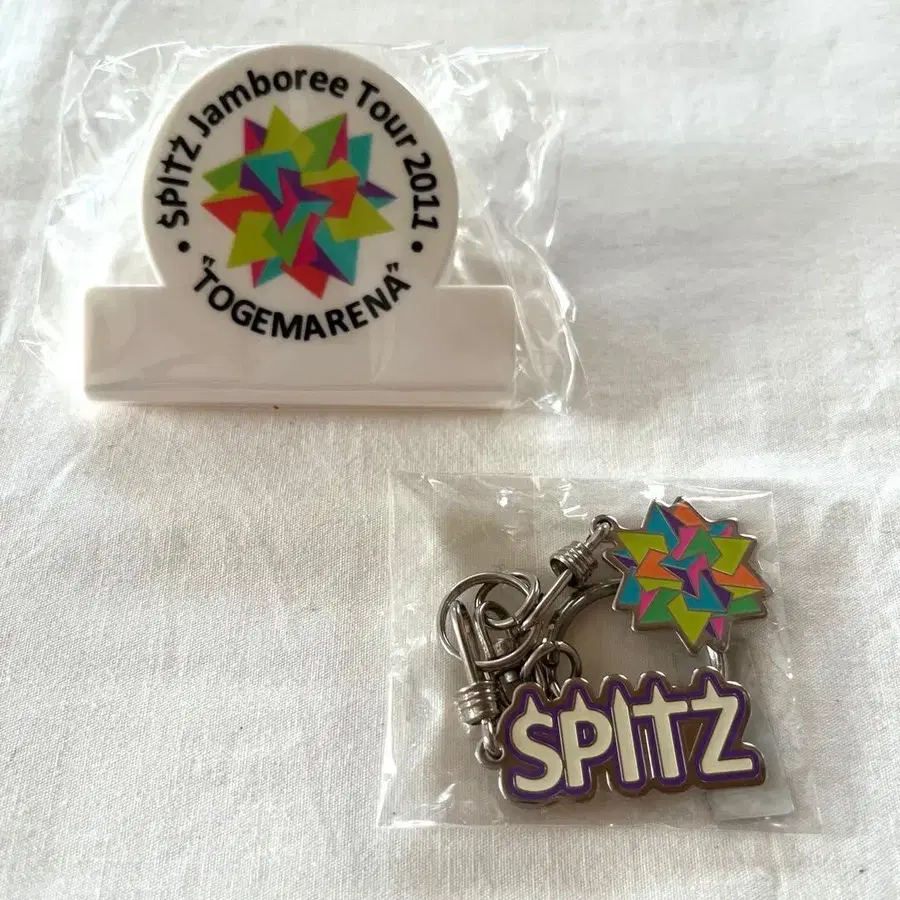 SPITZ Jamboree Tour 2011
"TOGEMARENA"
SPITZ